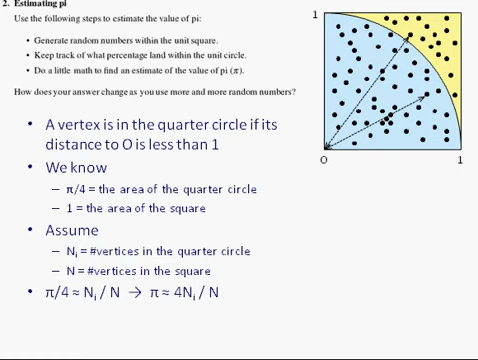 2. Estimating pi
Use the following steps to estimate the value of pi:
• Generate random numbers within the unit square.
• Keep track of what percentage land within the unit circle.
• Do a little math to find an estimate of the value of pi (π).
How does your answer change as you use more and more random numbers?
• A vertex is in the quarter circle if its
distance to O is less than 1
• We know
– π/4 = the area of the quarter circle
– 1 = the area of the square
• Assume
– Nᵢ = #vertices in the quarter circle
– N = #vertices in the square
• π/4 ≈ Nᵢ / N → π ≈ 4Nᵢ / N
1
O 1